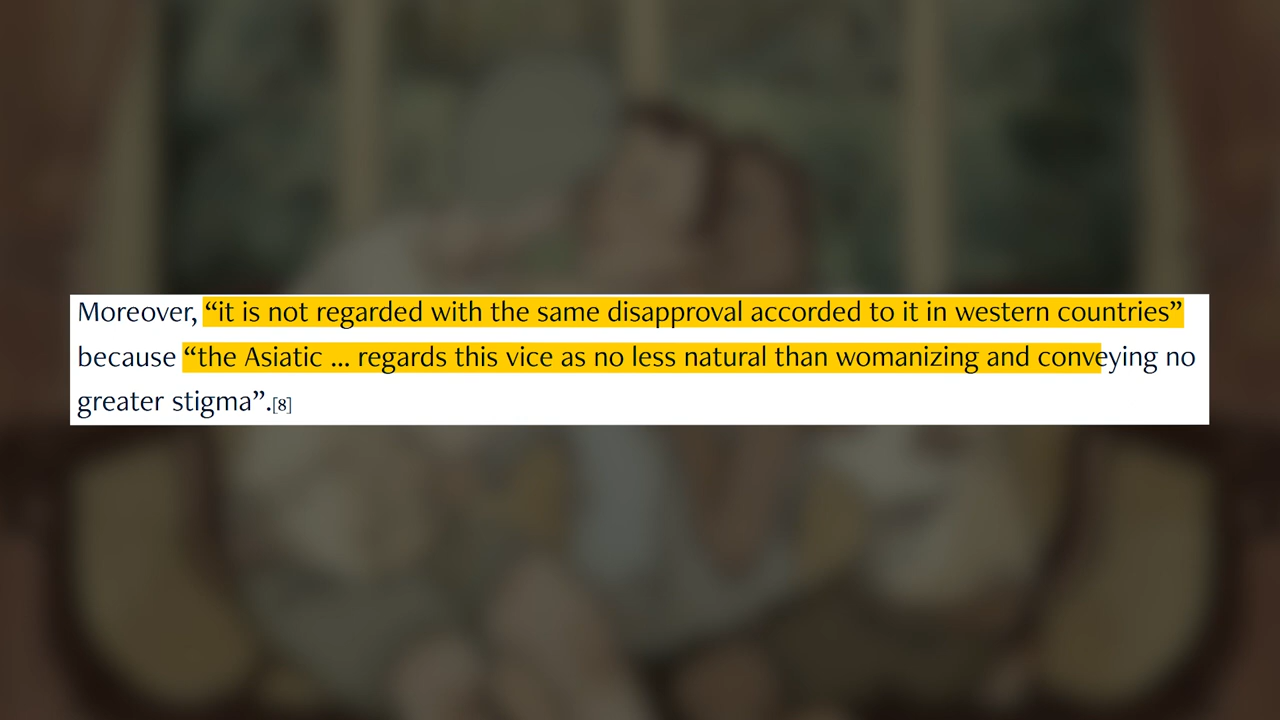 Moreover, “it is not regarded with the same disapproval accorded to it in western countries”
because “the Asiatic ... regards this vice as no less natural than womanizing and conveying no
greater stigma”.[8]